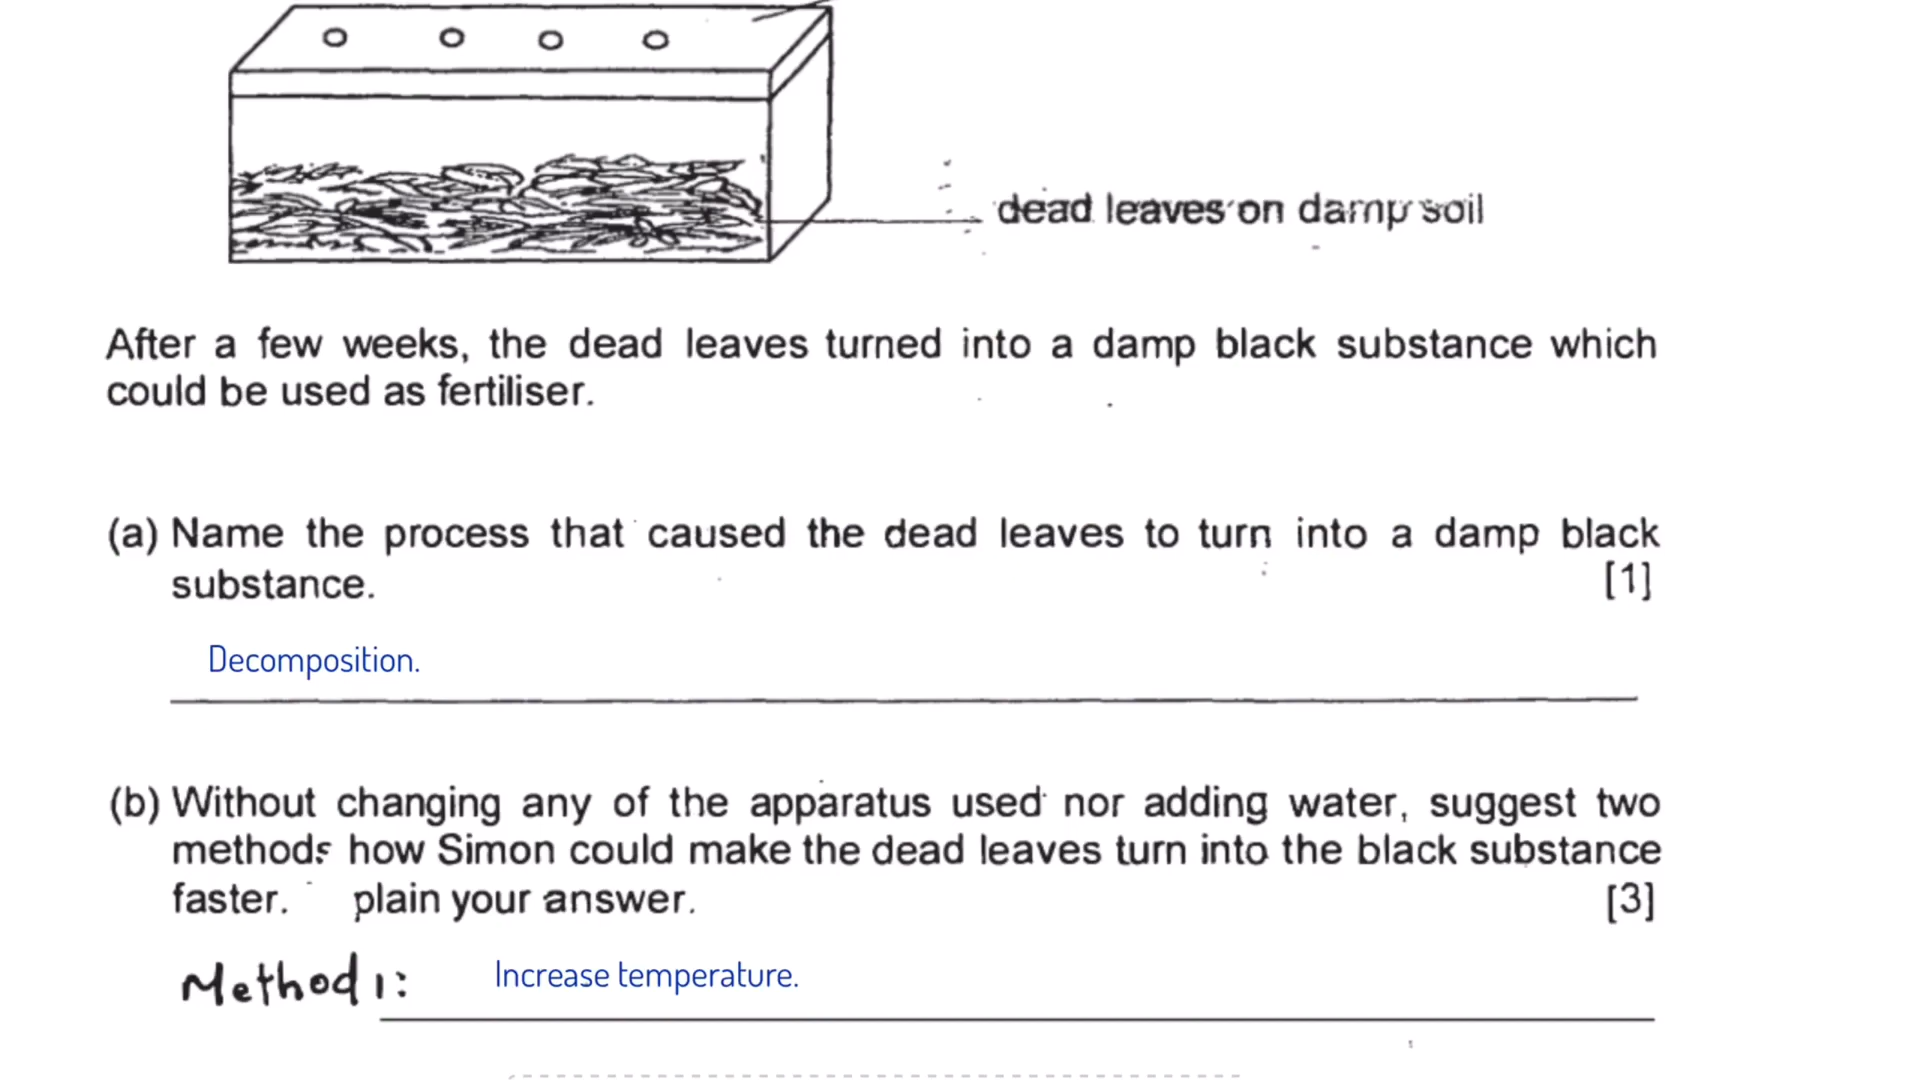 dead leaves on damp soil
After a few weeks, the dead leaves turned into a damp black substance which
could be used as fertiliser.
(a) Name the process that caused the dead leaves to turn into a damp black
substance. [1]
Decomposition.
(b) Without changing any of the apparatus used nor adding water, suggest two
methods how Simon could make the dead leaves turn into the black substance
faster. plain your answer. [3]
Method 1: Increase temperature.